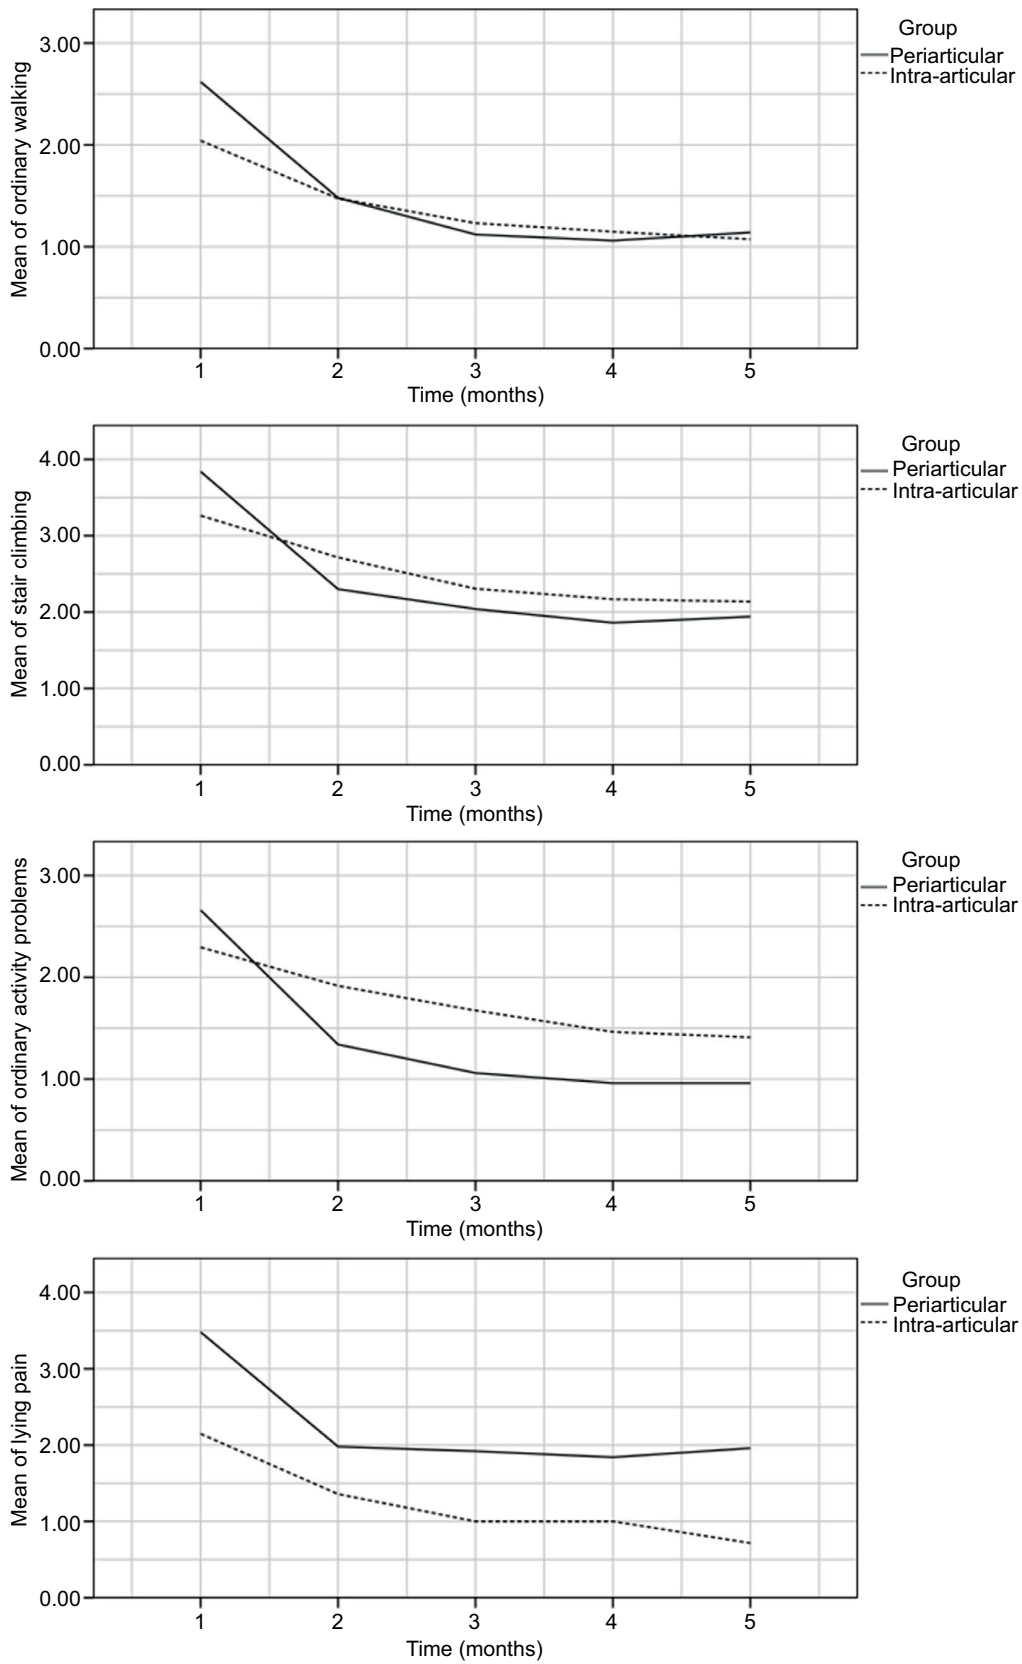 Group
Periarticular
Intra-articular
Mean of ordinary walking
3.00
2.00
1.00
0.00
1 2 3 4 5
Time (months)
Group
Periarticular
Intra-articular
Mean of stair climbing
4.00
3.00
2.00
1.00
0.00
1 2 3 4 5
Time (months)
Group
Periarticular
Intra-articular
Mean of ordinary activity problems
3.00
2.00
1.00
0.00
1 2 3 4 5
Time (months)
Group
Periarticular
Intra-articular
Mean of lying pain
4.00
3.00
2.00
1.00
0.00
1 2 3 4 5
Time (months)